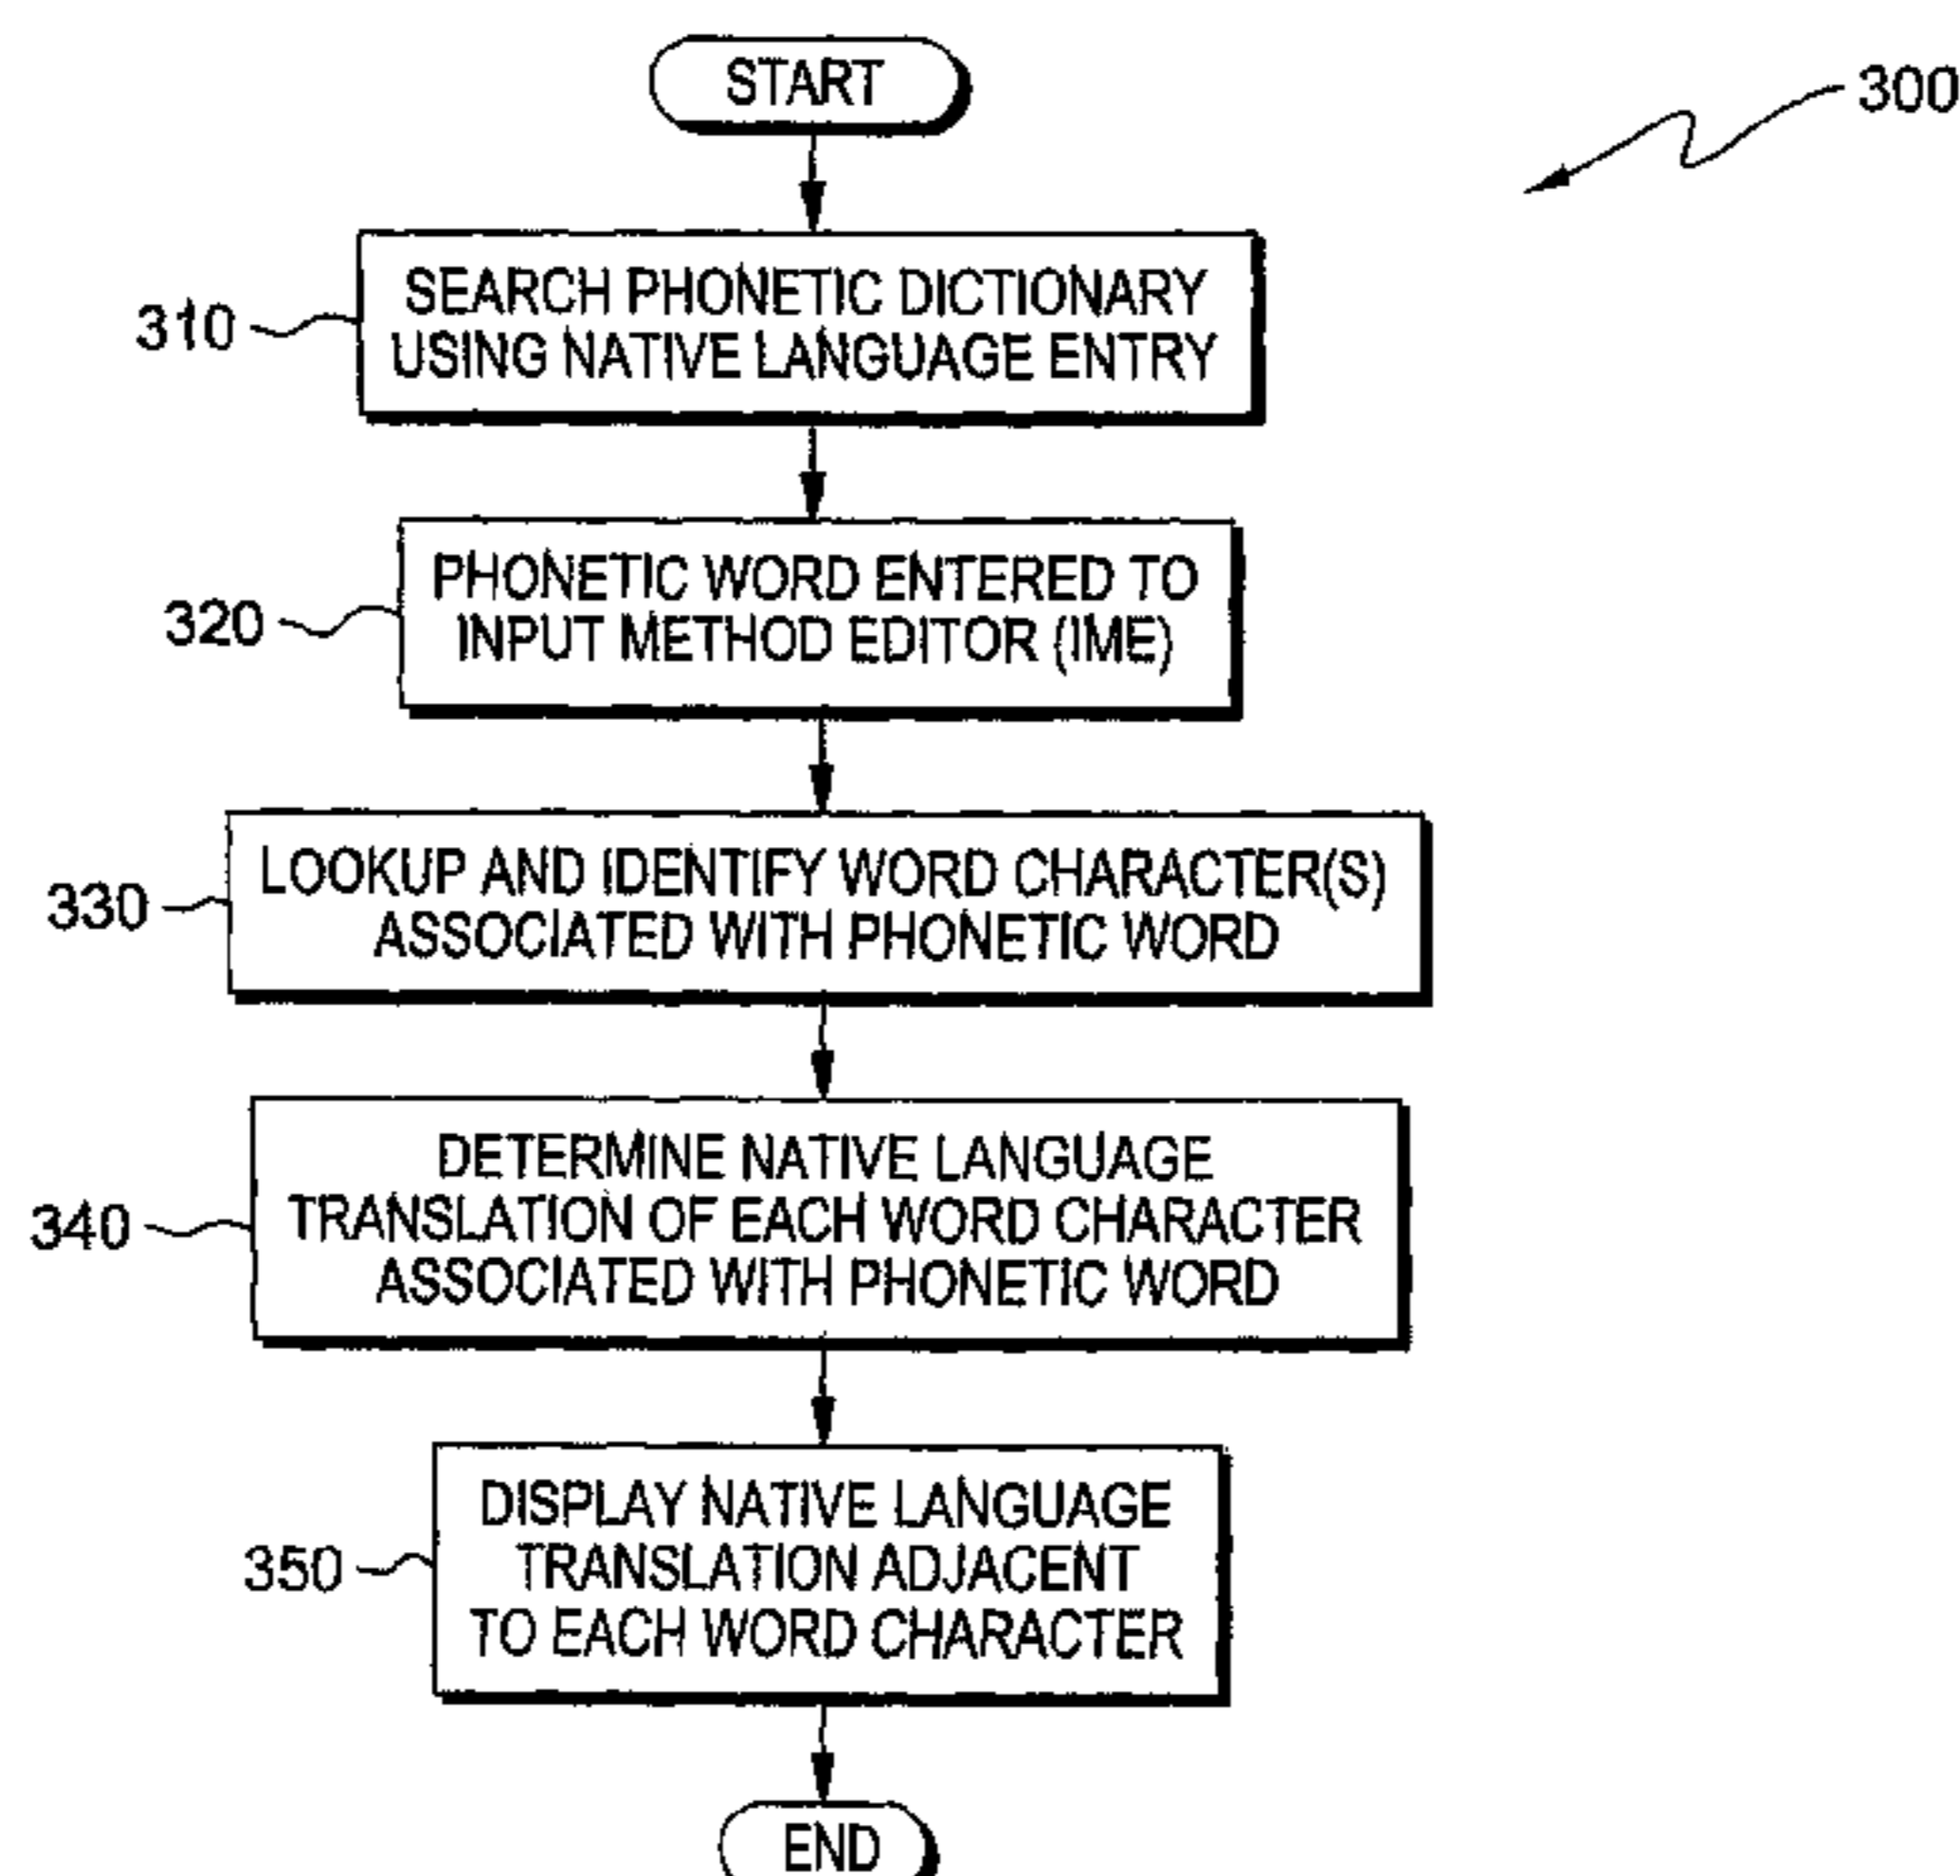 START
300
310
SEARCH PHONETIC DICTIONARY
USING NATIVE LANGUAGE ENTRY
320
PHONETIC WORD ENTERED TO
INPUT METHOD EDITOR (IME)
330
LOOKUP AND IDENTIFY WORD CHARACTER(S)
ASSOCIATED WITH PHONETIC WORD
340
DETERMINE NATIVE LANGUAGE
TRANSLATION OF EACH WORD CHARACTER
ASSOCIATED WITH PHONETIC WORD
350
DISPLAY NATIVE LANGUAGE
TRANSLATION ADJACENT
TO EACH WORD CHARACTER
END